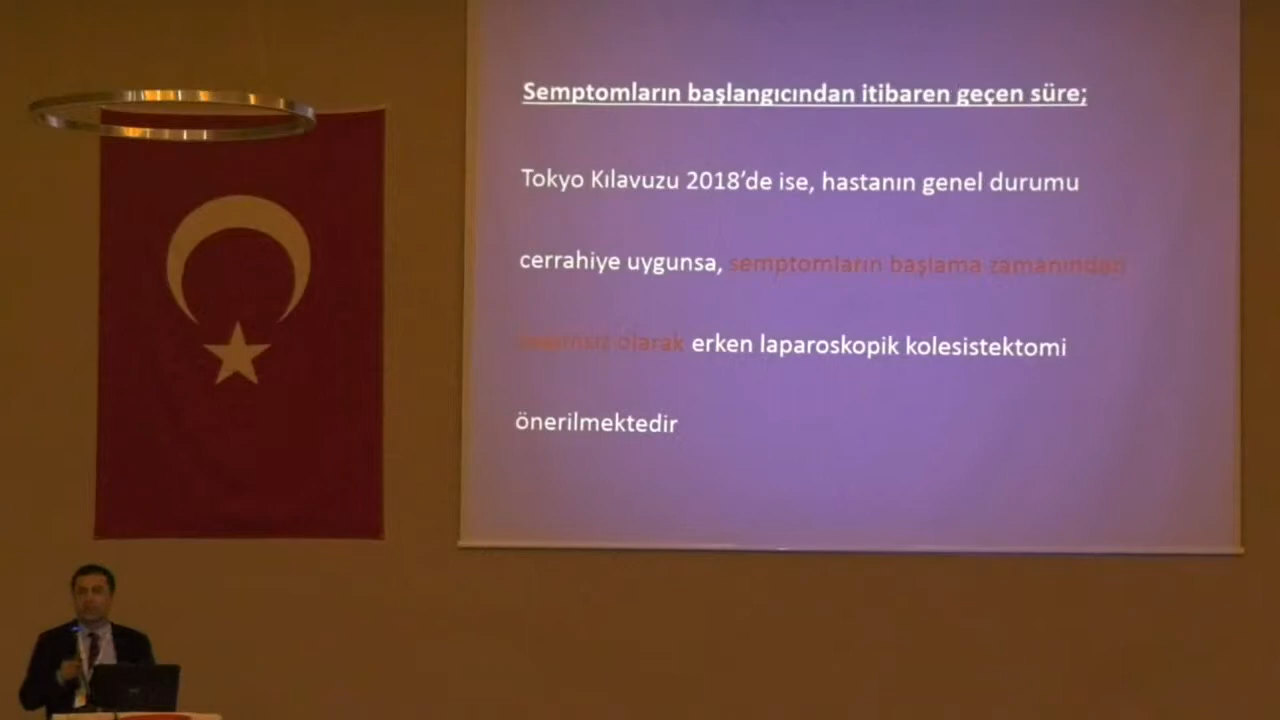 Semptomların başlangıcından itibaren geçen süre;
Tokyo Kılavuzu 2018’de ise, hastanın genel durumu
cerrahiye uygunsa, semptomların başlama zamanından
olarak erken laparoskopik kolesistektomi
önerilmektedir